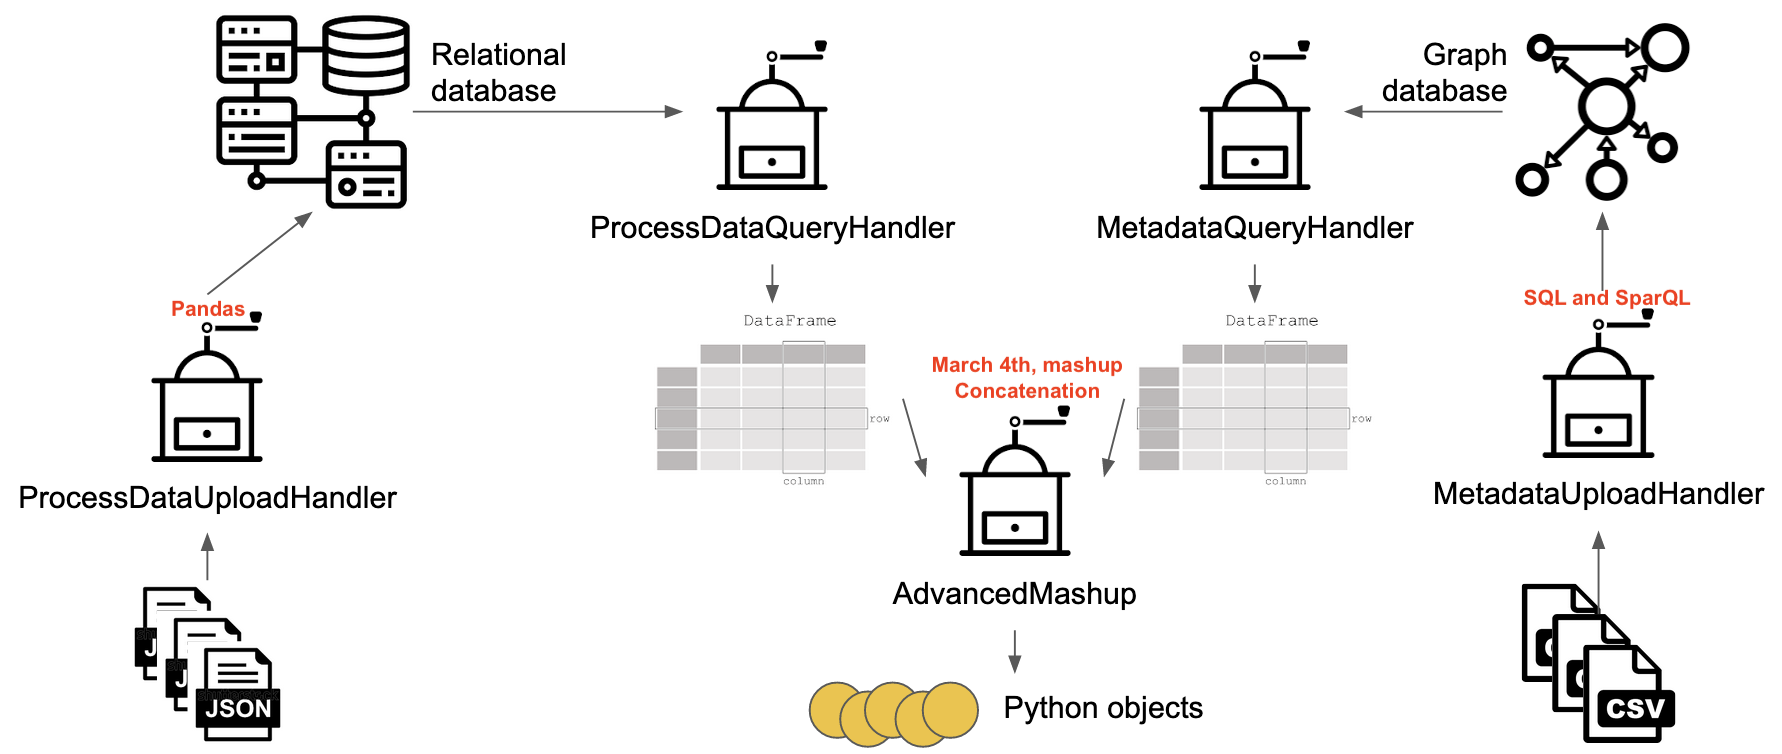 Relational
database
Graph
database
ProcessDataQueryHandler
MetadataQueryHandler
Pandas
SQL and SparQL
DataFrame
DataFrame
March 4th, mashup
Concatenation
row
row
column
column
ProcessDataUploadHandler
MetadataUploadHandler
AdvancedMashup
J
J
JSON
C
C
CSV
Python objects